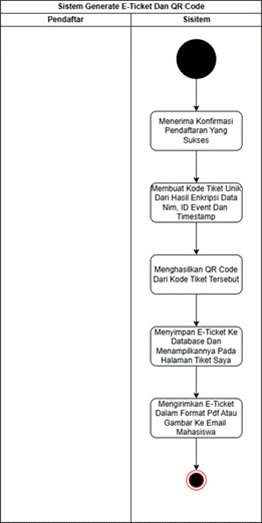 Sistem Generate E-Ticket Dan QR Code
Pendaftar
Sisitem
Menerima Konfirmasi
Pendaftaran Yang
Sukses
Membuat Kode Tiket Unik
Dari Hasil Enkripsi Data
Nim, ID Event Dan
Timestamp
Menghasilkan QR Code
Dari Kode Tiket Tersebut
Menyimpan E-Ticket Ke
Database Dan
Menampilkannya Pada
Halaman Tiket Saya
Mengirimkan E-Ticket
Dalam Format Pdf Atau
Gambar Ke Email
Mahasiswa